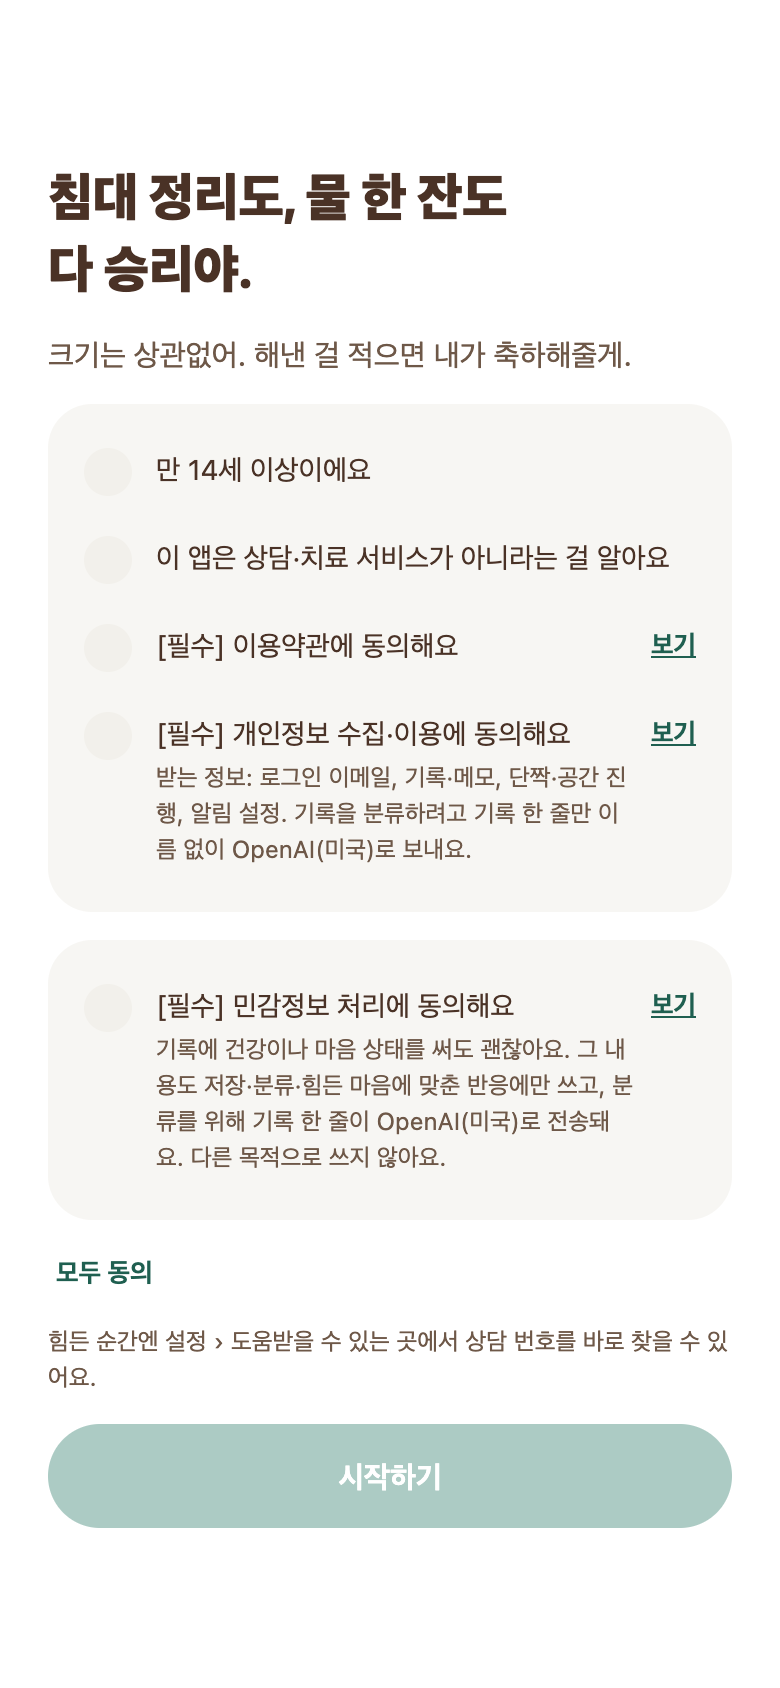 침대 정리도, 물 한 잔도
다 승리야.
크기는 상관없어. 해낸 걸 적으면 내가 축하해줄게.
만 14세 이상이에요
이 앱은 상담·치료 서비스가 아니라는 걸 알아요
[필수] 이용약관에 동의해요 보기
[필수] 개인정보 수집·이용에 동의해요 보기
받는 정보: 로그인 이메일, 기록·메모, 단짝·공간 진
행, 알림 설정. 기록을 분류하려고 기록 한 줄만 이
름 없이 OpenAI(미국)로 보내요.
[필수] 민감정보 처리에 동의해요 보기
기록에 건강이나 마음 상태를 써도 괜찮아요. 그 내
용도 저장·분류·힘든 마음에 맞춘 반응에만 쓰고, 분
류를 위해 기록 한 줄이 OpenAI(미국)로 전송돼
요. 다른 목적으로 쓰지 않아요.
모두 동의
힘든 순간엔 설정 › 도움받을 수 있는 곳에서 상담 번호를 바로 찾을 수 있
어요.
시작하기